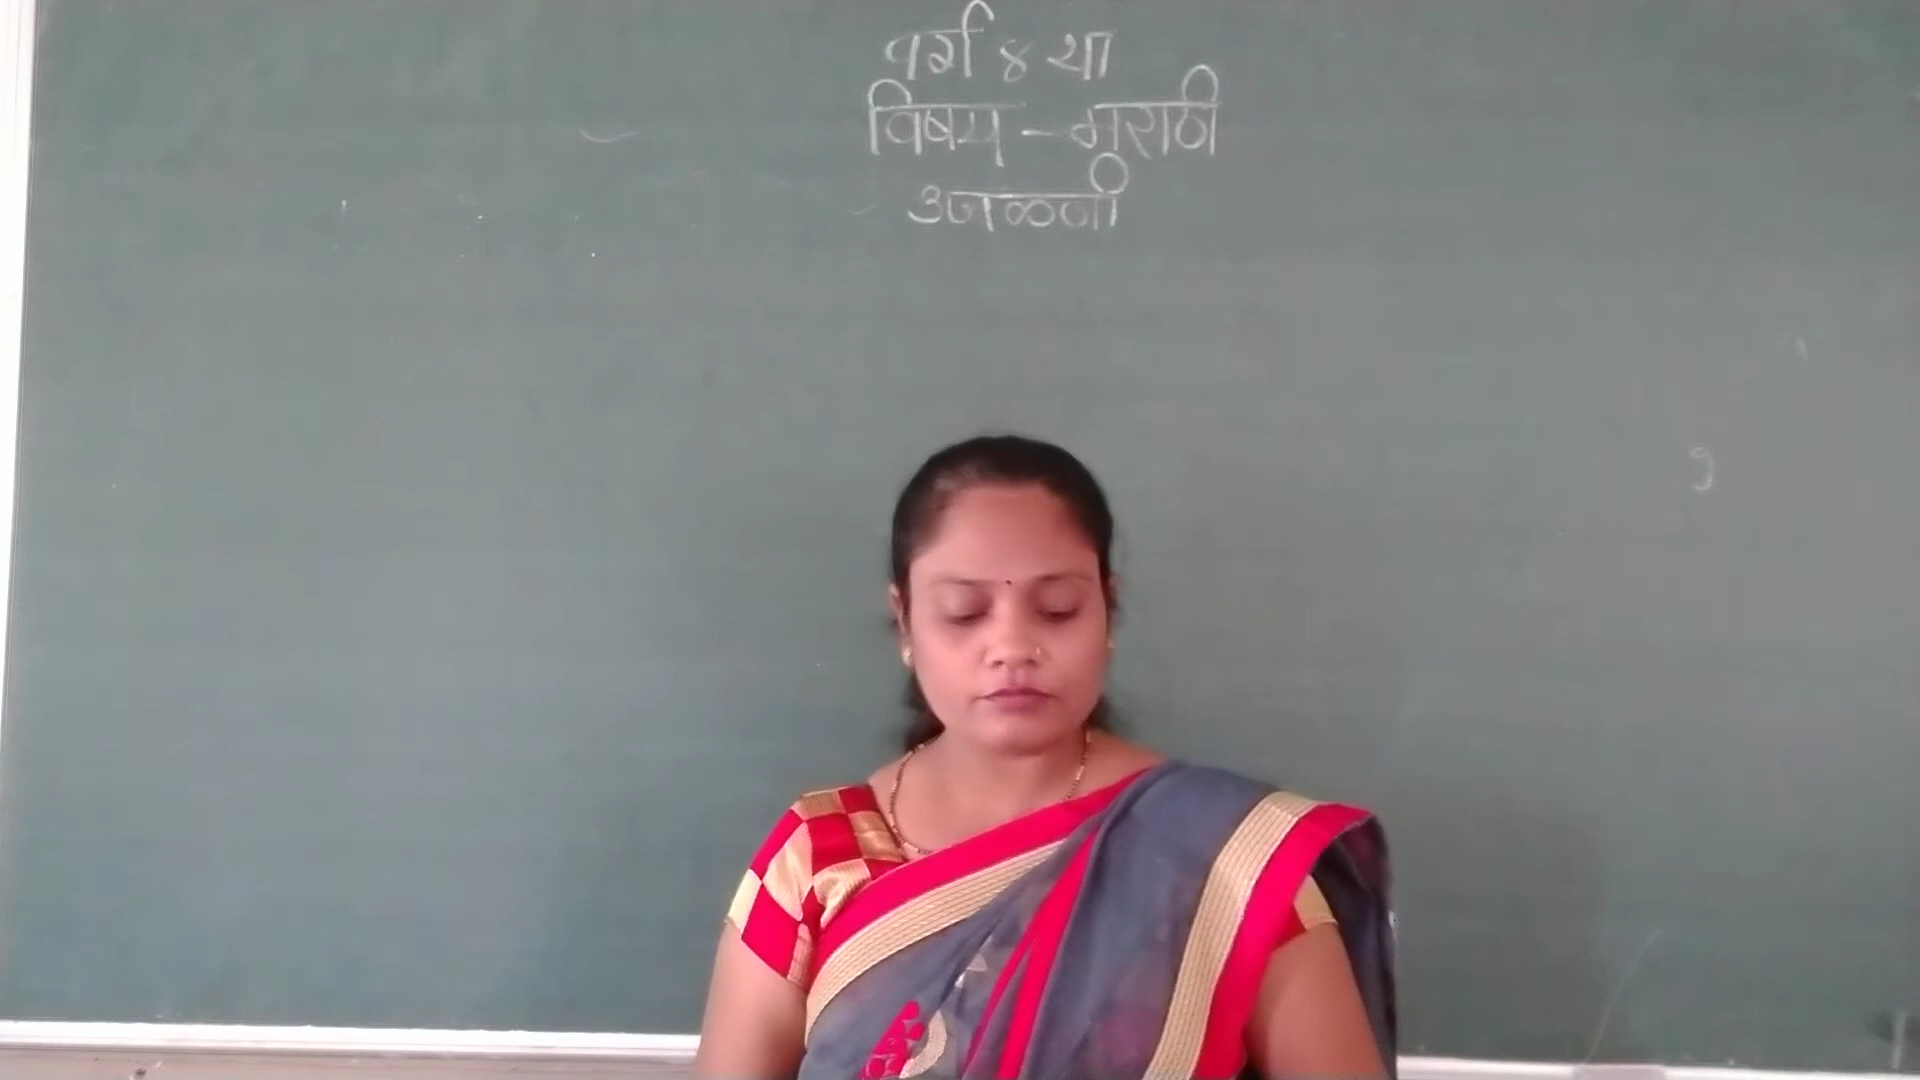 वर्ग ४ था
विषय – मराठी
उजळणी